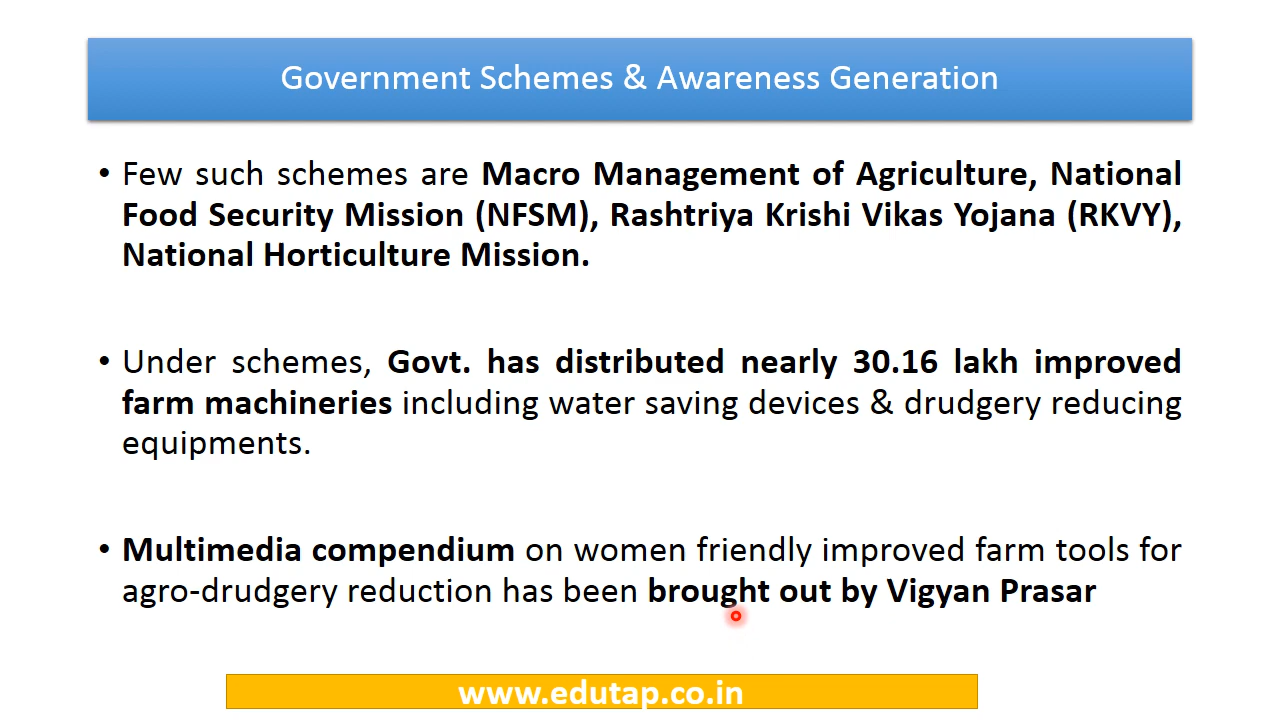 Government Schemes & Awareness Generation
• Few such schemes are Macro Management of Agriculture, National
Food Security Mission (NFSM), Rashtriya Krishi Vikas Yojana (RKVY),
National Horticulture Mission.
• Under schemes, Govt. has distributed nearly 30.16 lakh improved
farm machineries including water saving devices & drudgery reducing
equipments.
• Multimedia compendium on women friendly improved farm tools for
agro-drudgery reduction has been brought out by Vigyan Prasar
www.edutap.co.in